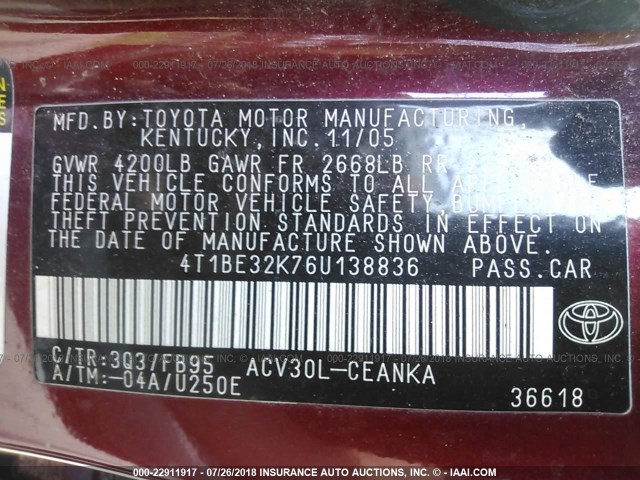 MFD.BY:TOYOTA MOTOR MANUFACTURING,
KENTUCKY, INC. 11/05
GVWR 4200LB GAWR FR 2668LB RR
THIS VEHICLE CONFORMS TO ALL
FEDERAL MOTOR VEHICLE SAFETY
THEFT PREVENTION STANDARDS IN EFFECT ON
THE DATE OF MANUFACTURE SHOWN ABOVE.
4T1BE32K76U138836 PASS.CAR
C/TR:3Q3/FB95 ACV30L-CEANKA
A/TM:-04A/U250E
36618
000-22911917 - 07/26/2018 INSURANCE AUTO AUCTIONS, INC. - © - IAAI.COM